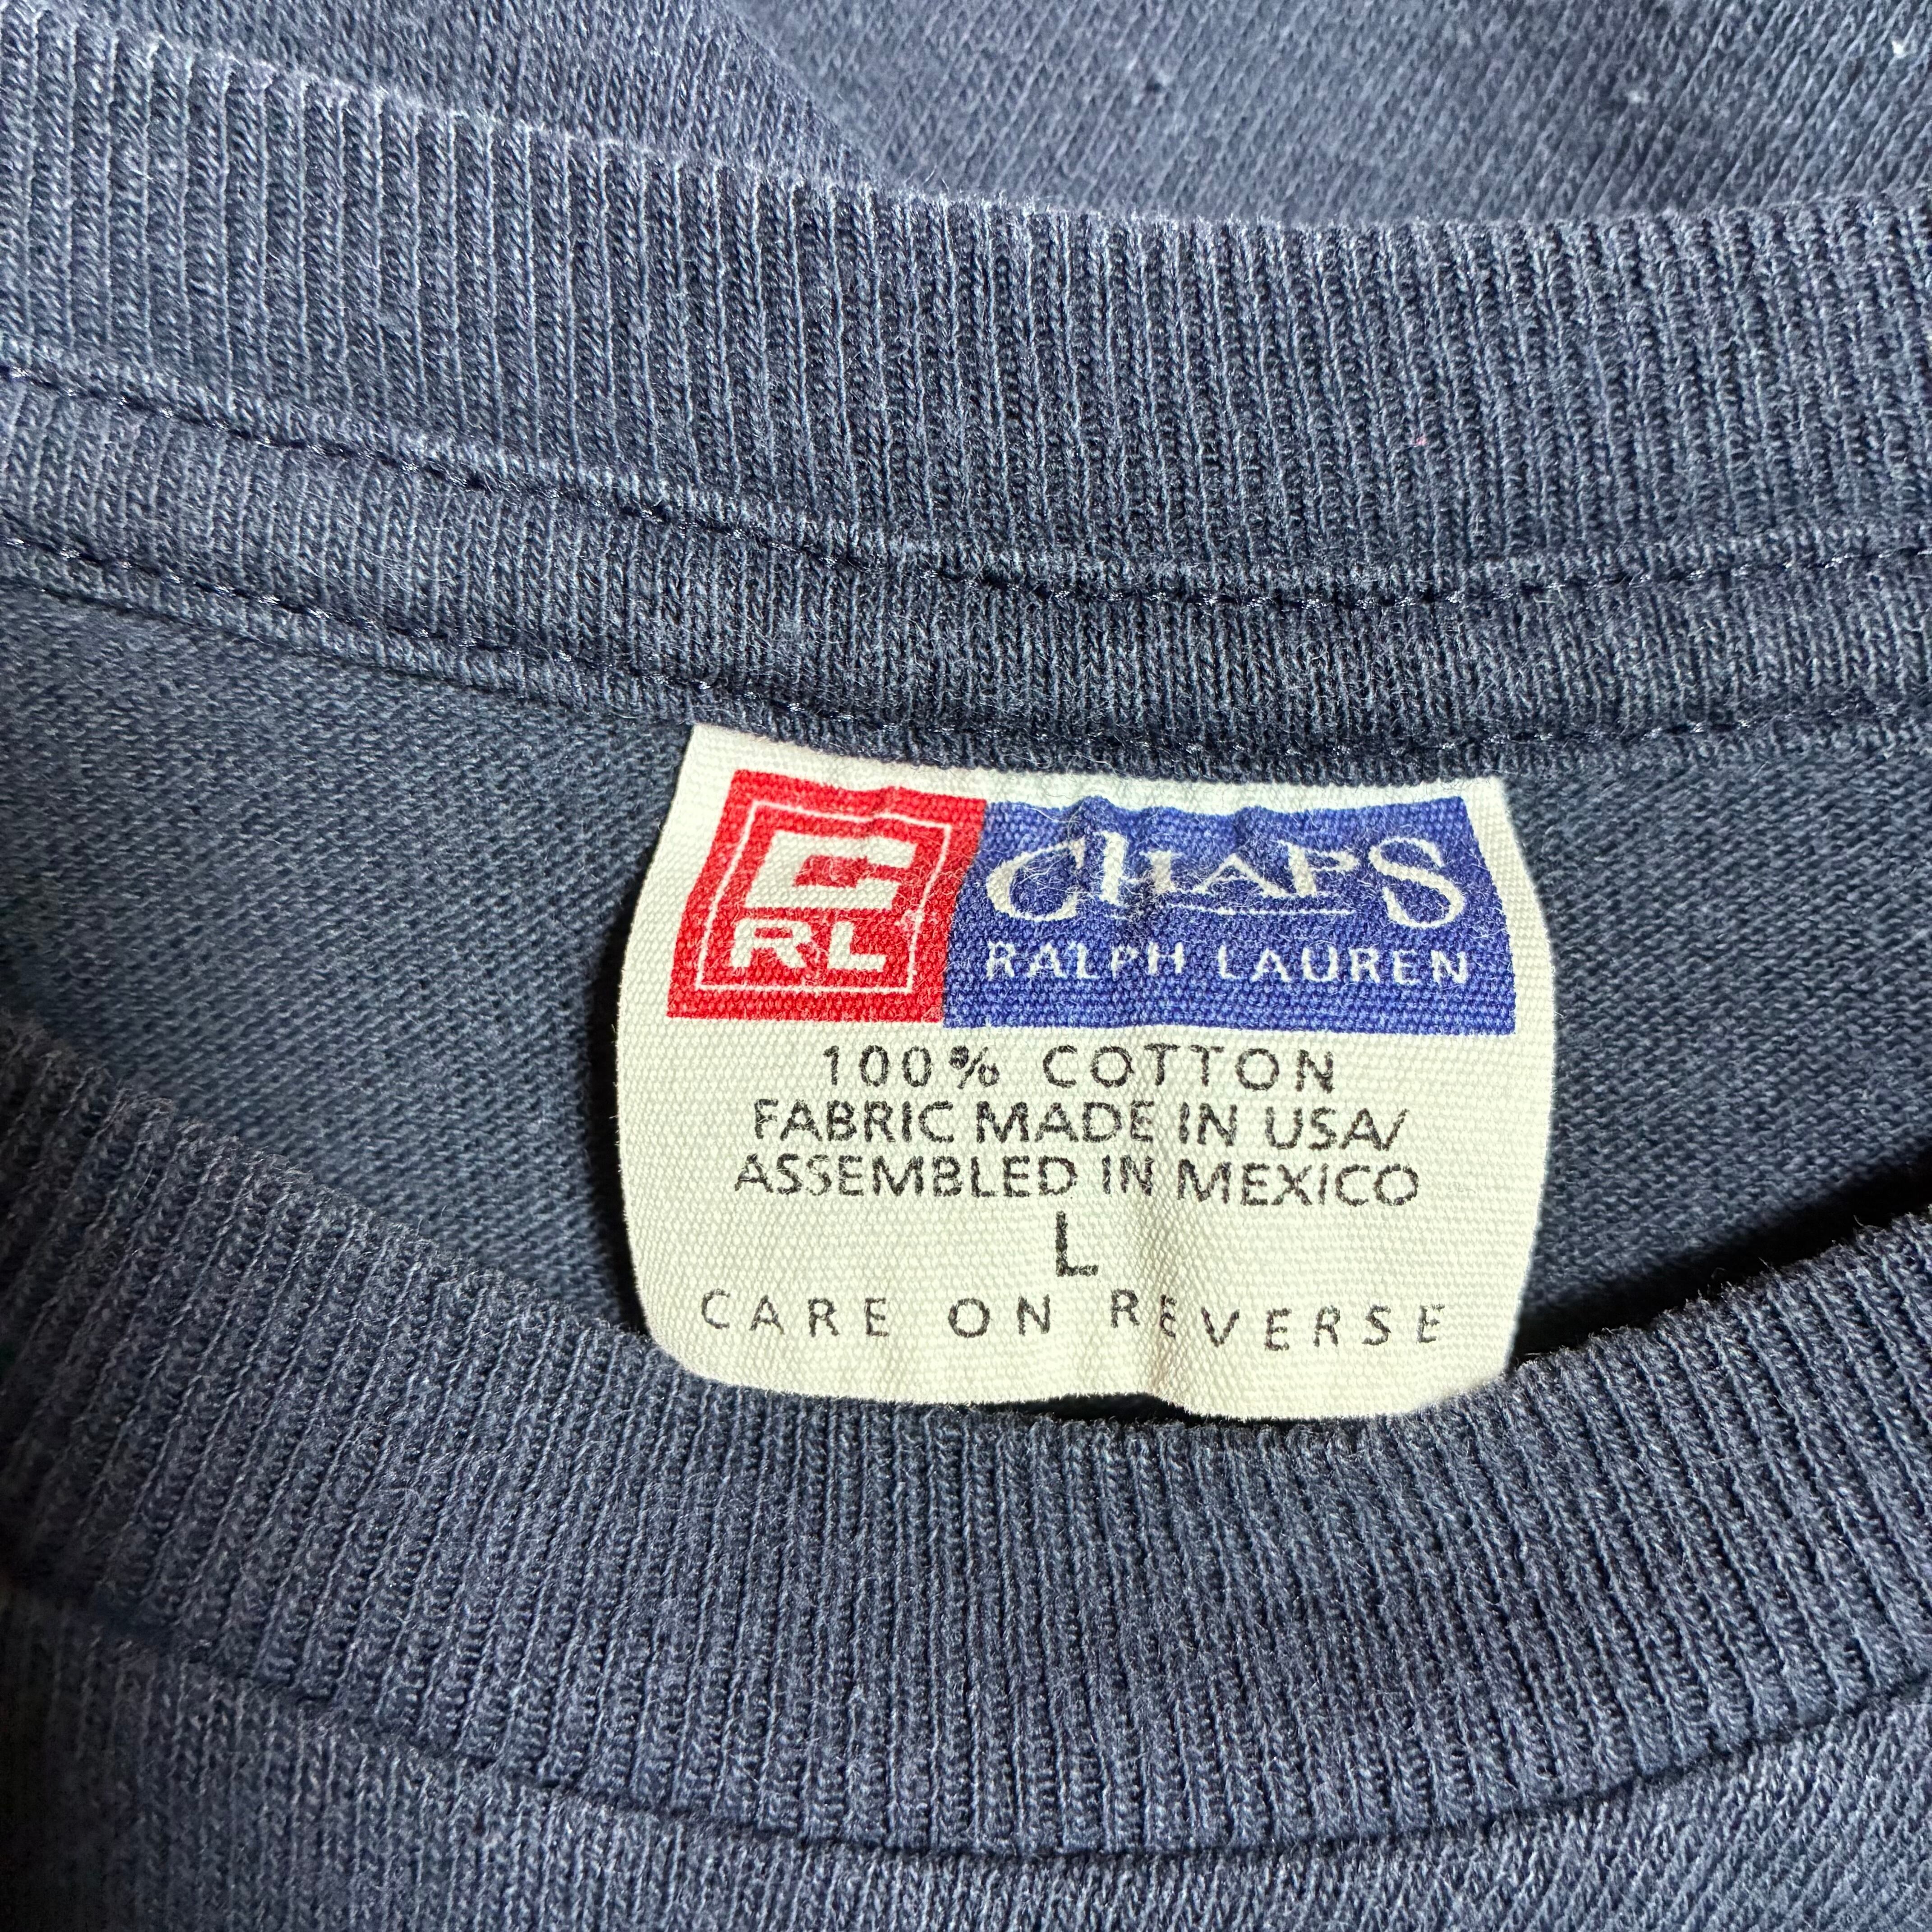 C
RL
CHAPS
RALPH LAUREN
100% COTTON
FABRIC MADE IN USA/
ASSEMBLED IN MEXICO
L
CARE ON REVERSE